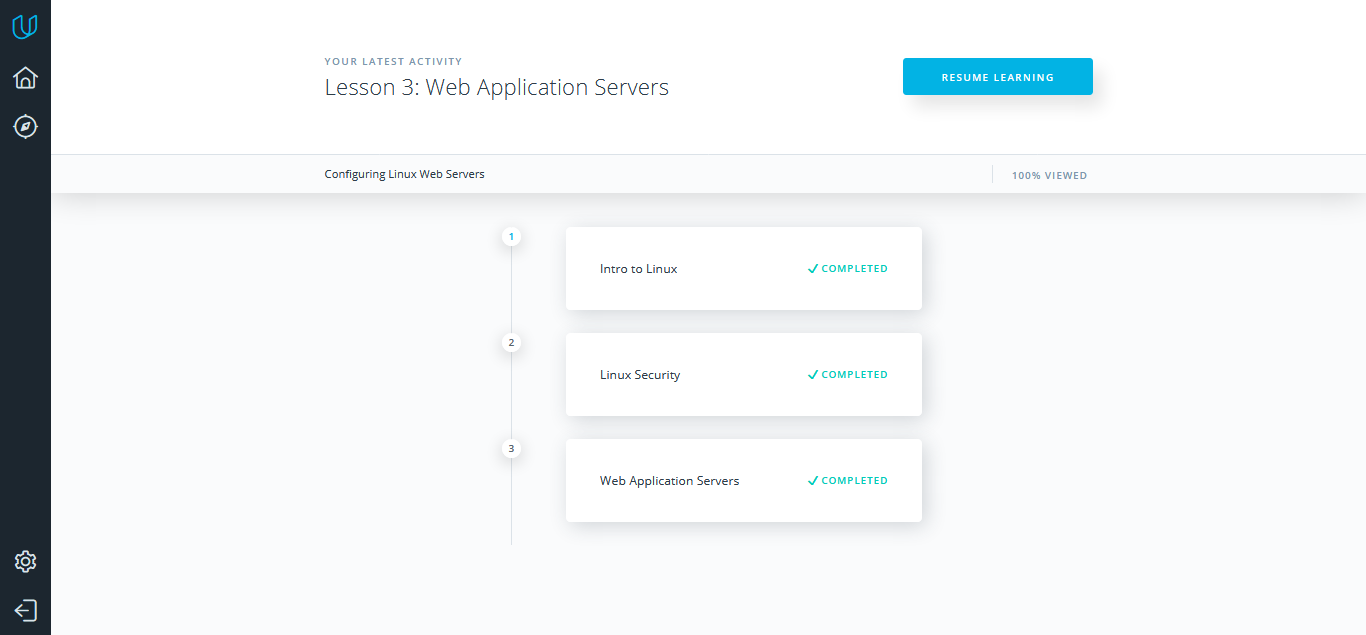 YOUR LATEST ACTIVITY
Lesson 3: Web Application Servers
RESUME LEARNING
Configuring Linux Web Servers
100% VIEWED
1
Intro to Linux
COMPLETED
2
Linux Security
COMPLETED
3
Web Application Servers
COMPLETED